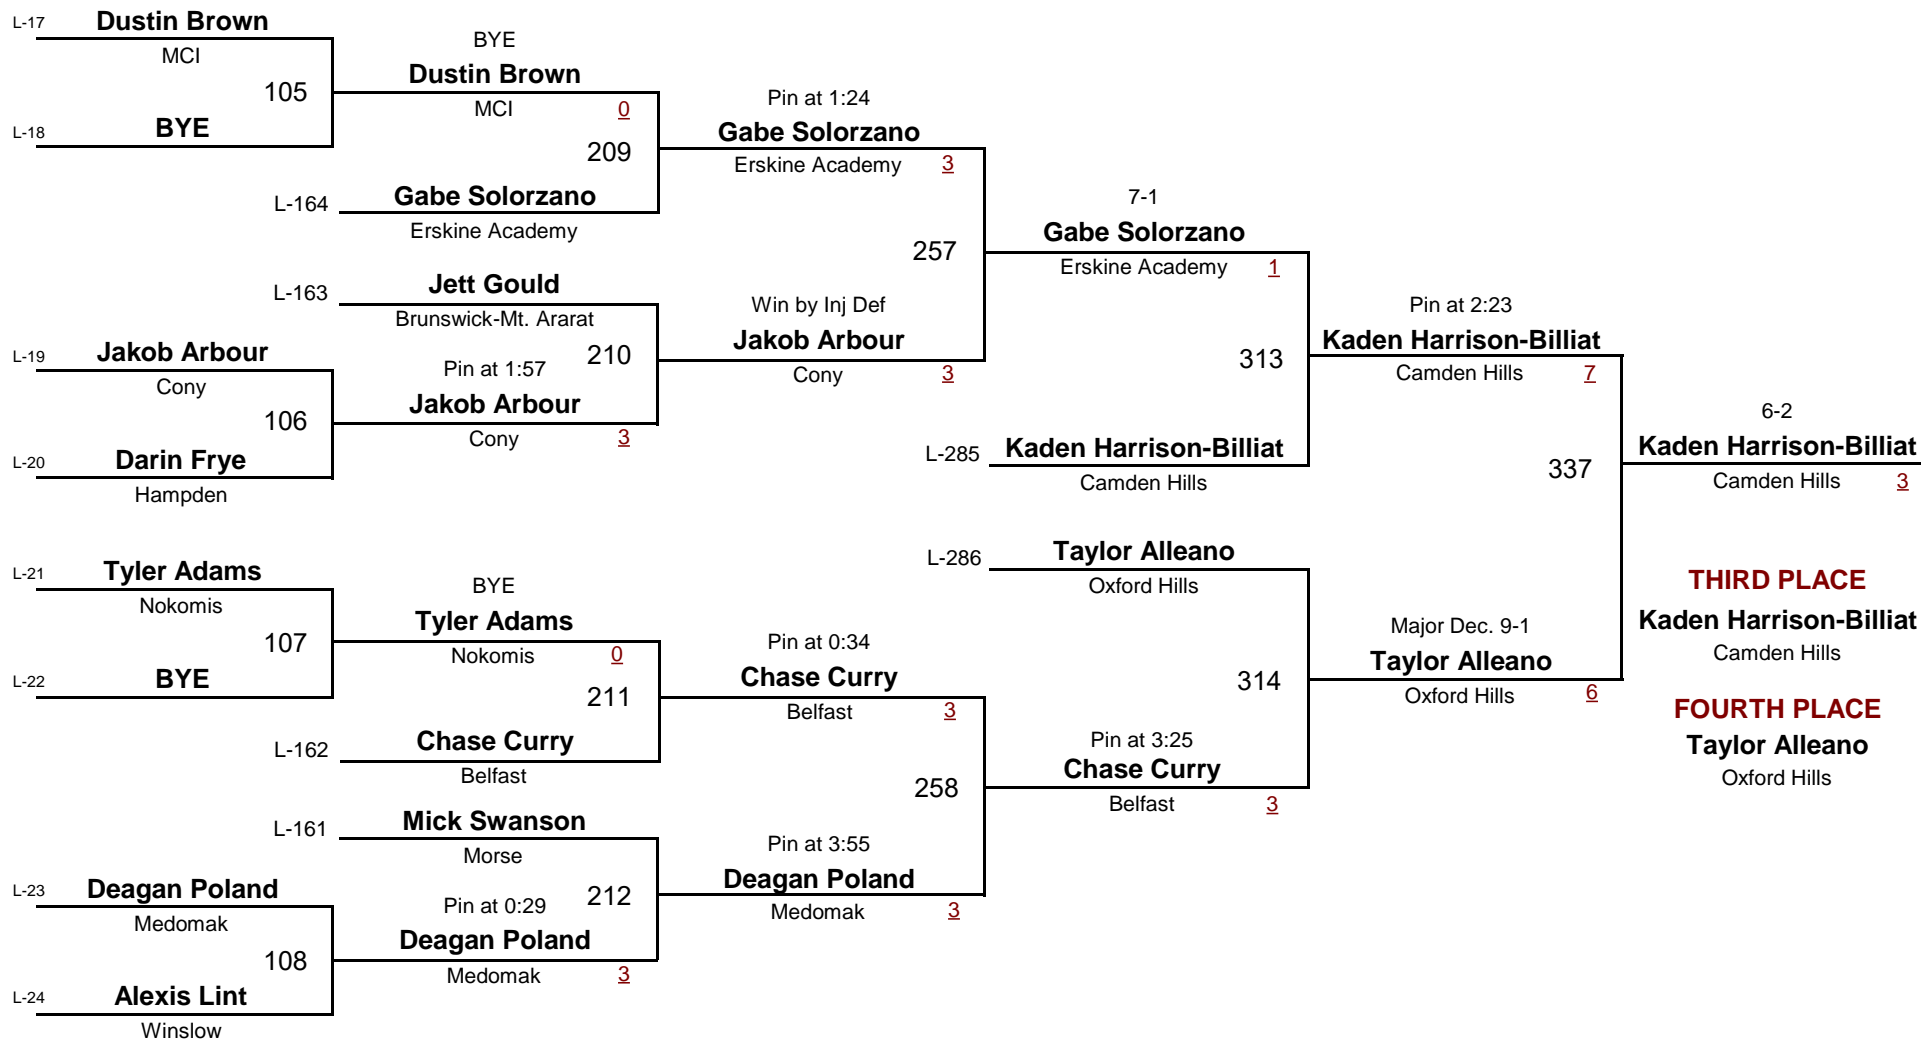 L-17 Dustin Brown
MCI
105
L-18 BYE
BYE
Dustin Brown
MCI 0
209
L-164 Gabe Solorzano
Erskine Academy
Pin at 1:24
Gabe Solorzano
Erskine Academy 3
L-163 Jett Gould
Brunswick-Mt. Ararat
210
L-19 Jakob Arbour
Cony
106
L-20 Darin Frye
Hampden
Pin at 1:57
Jakob Arbour
Cony 3
Win by Inj Def
Jakob Arbour
Cony 3
257
7-1
Gabe Solorzano
Erskine Academy 1
313
L-285 Kaden Harrison-Billiat
Camden Hills
Pin at 2:23
Kaden Harrison-Billiat
Camden Hills 7
337
6-2
Kaden Harrison-Billiat
Camden Hills 3
L-21 Tyler Adams
Nokomis
107
L-22 BYE
BYE
Tyler Adams
Nokomis 0
211
L-162 Chase Curry
Belfast
Pin at 0:34
Chase Curry
Belfast 3
L-161 Mick Swanson
Morse
212
L-23 Deagan Poland
Medomak
108
L-24 Alexis Lint
Winslow
Pin at 0:29
Deagan Poland
Medomak 3
Pin at 3:55
Deagan Poland
Medomak 3
258
L-286 Taylor Alleano
Oxford Hills
314
Pin at 3:25
Chase Curry
Belfast 3
Major Dec. 9-1
Taylor Alleano
Oxford Hills 6
THIRD PLACE
Kaden Harrison-Billiat
Camden Hills
FOURTH PLACE
Taylor Alleano
Oxford Hills